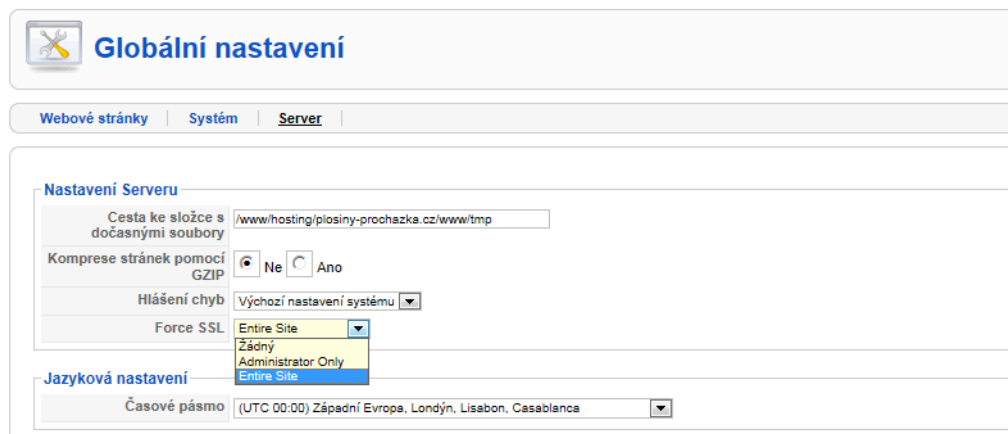 Globální nastavení
Webové stránky
Systém
Server
Nastavení Serveru
Cesta ke složce s
dočasnými soubory
/www/hosting/plosiny-prochazka.cz/www/tmp
Komprese stránek pomocí
GZIP
Ne
Ano
Hlášení chyb
Výchozí nastavení systému
Force SSL
Entire Site
Žádný
Administrator Only
Entire Site
Jazyková nastavení
Časové pásmo
(UTC 00:00) Západní Evropa, Londýn, Lisabon, Casablanca